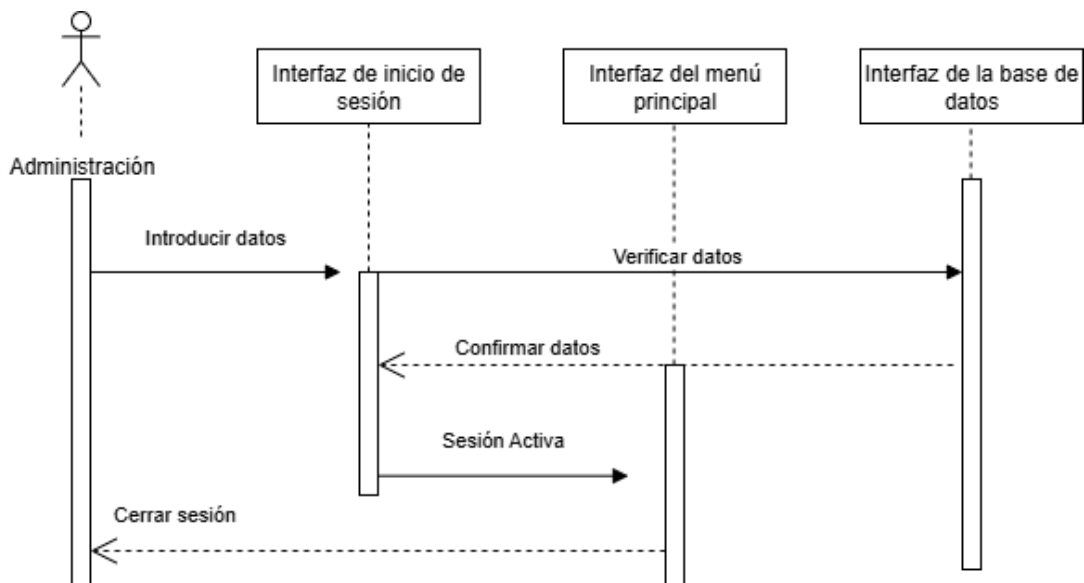 Interfaz de inicio de
sesión
Interfaz del menú
principal
Interfaz de la base de
datos
Administración
Introducir datos
Verificar datos
Confirmar datos
Sesión Activa
Cerrar sesión